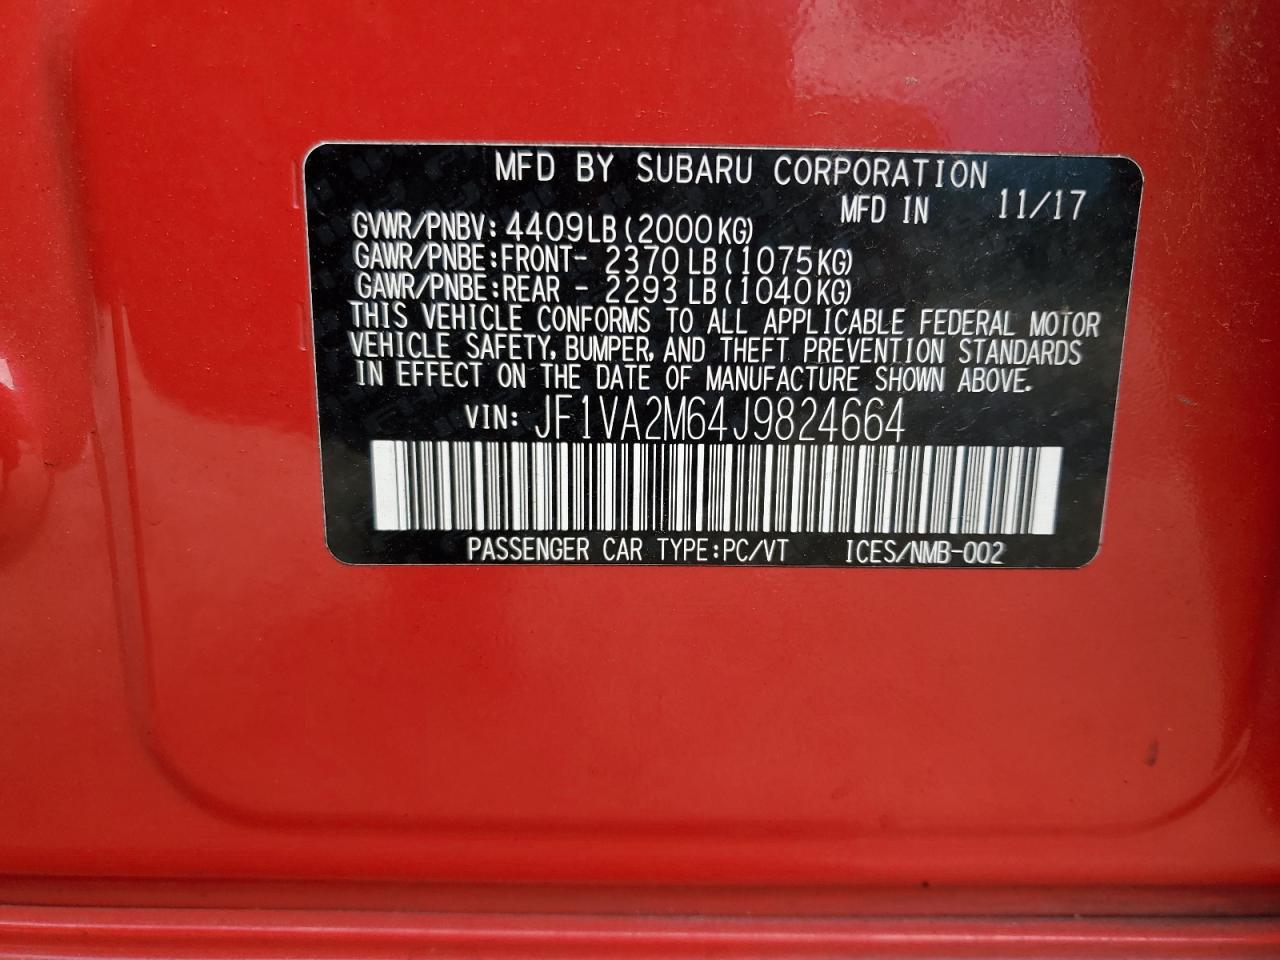 MFD BY SUBARU CORPORATION
MFD IN 11/17
GVWR/PNBV: 4409LB (2000KG)
GAWR/PNBE:FRONT- 2370 LB (1075KG)
GAWR/PNBE:REAR - 2293 LB (1040KG)
THIS VEHICLE CONFORMS TO ALL APPLICABLE FEDERAL MOTOR
VEHICLE SAFETY, BUMPER, AND THEFT PREVENTION STANDARDS
IN EFFECT ON THE DATE OF MANUFACTURE SHOWN ABOVE.
VIN: JF1VA2M64J9824664
PASSENGER CAR TYPE:PC/VT ICES/NMB-002